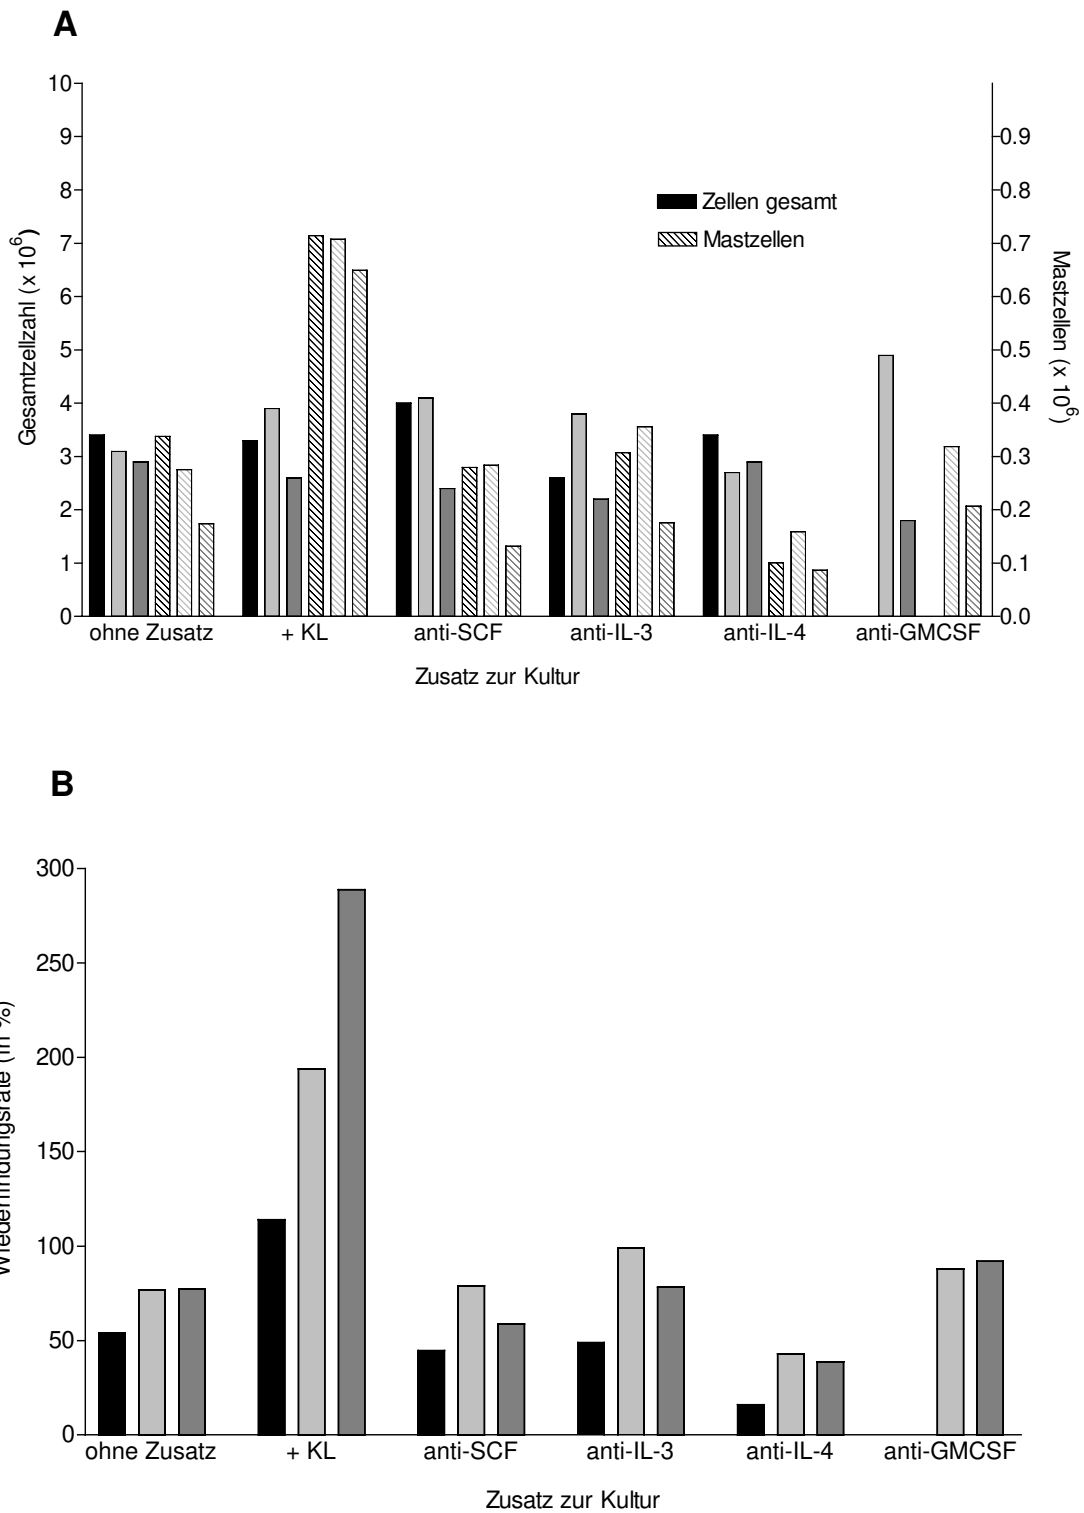 A
10
9
8
7
6
5
4
3
2
1
0
Gesamtzellzahl (x 10⁶)
0.9
0.8
0.7
0.6
0.5
0.4
0.3
0.2
0.1
0.0
Mastzellen (x 10⁶)
Zellen gesamt
Mastzellen
ohne Zusatz + KL anti-SCF anti-IL-3 anti-IL-4 anti-GMCSF
Zusatz zur Kultur
B
300
250
200
150
100
50
0
Wiederfindungsrate (in %)
ohne Zusatz + KL anti-SCF anti-IL-3 anti-IL-4 anti-GMCSF
Zusatz zur Kultur